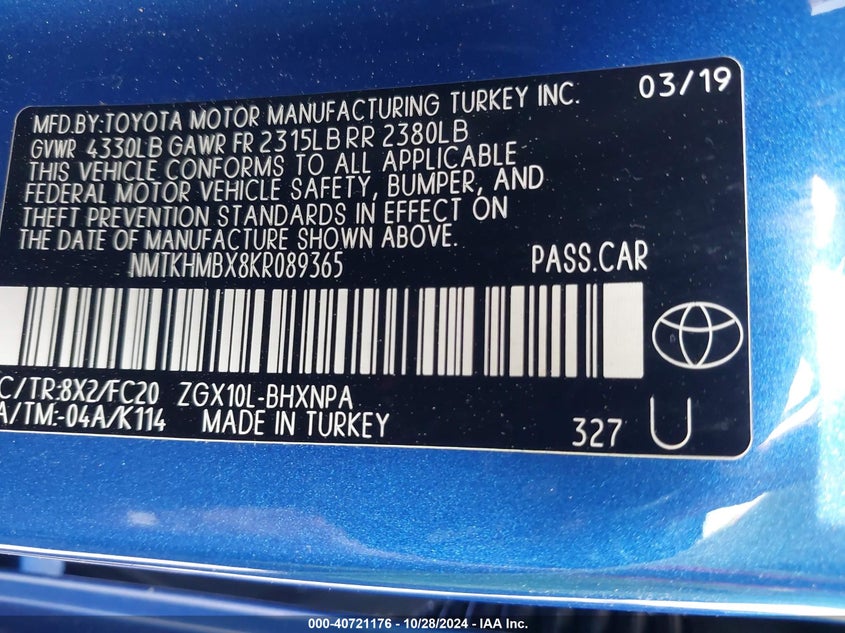 MFD.BY:TOYOTA MOTOR MANUFACTURING TURKEY INC. 03/19
GVWR 4330LB GAWR FR 2315LB RR 2380LB
THIS VEHICLE CONFORMS TO ALL APPLICABLE
FEDERAL MOTOR VEHICLE SAFETY, BUMPER, AND
THEFT PREVENTION STANDARDS IN EFFECT ON
THE DATE OF MANUFACTURE SHOWN ABOVE.
NMTKHMBX8KR089365 PASS.CAR
C/TR:8X2/FC20 ZGX10L-BHXNPA
A/TM:-04A/K114 MADE IN TURKEY 327 U
000-40721176 - 10/28/2024 - IAA Inc.